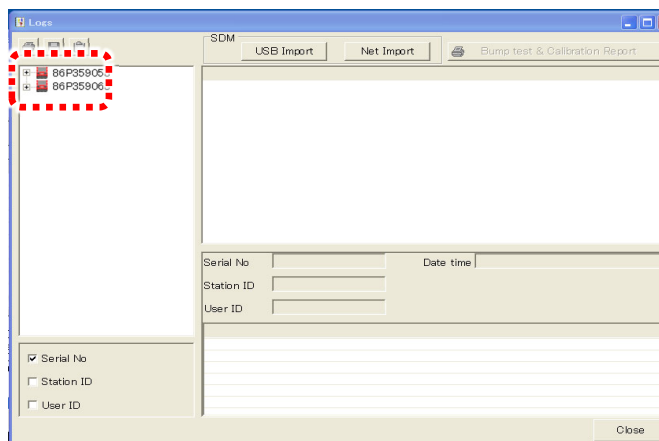 Logs
SDM
USB Import
Net Import
Bump test & Calibration Report
86P35905
86P35906
Serial No
Date time
Station ID
User ID
Serial No
Station ID
User ID
Close